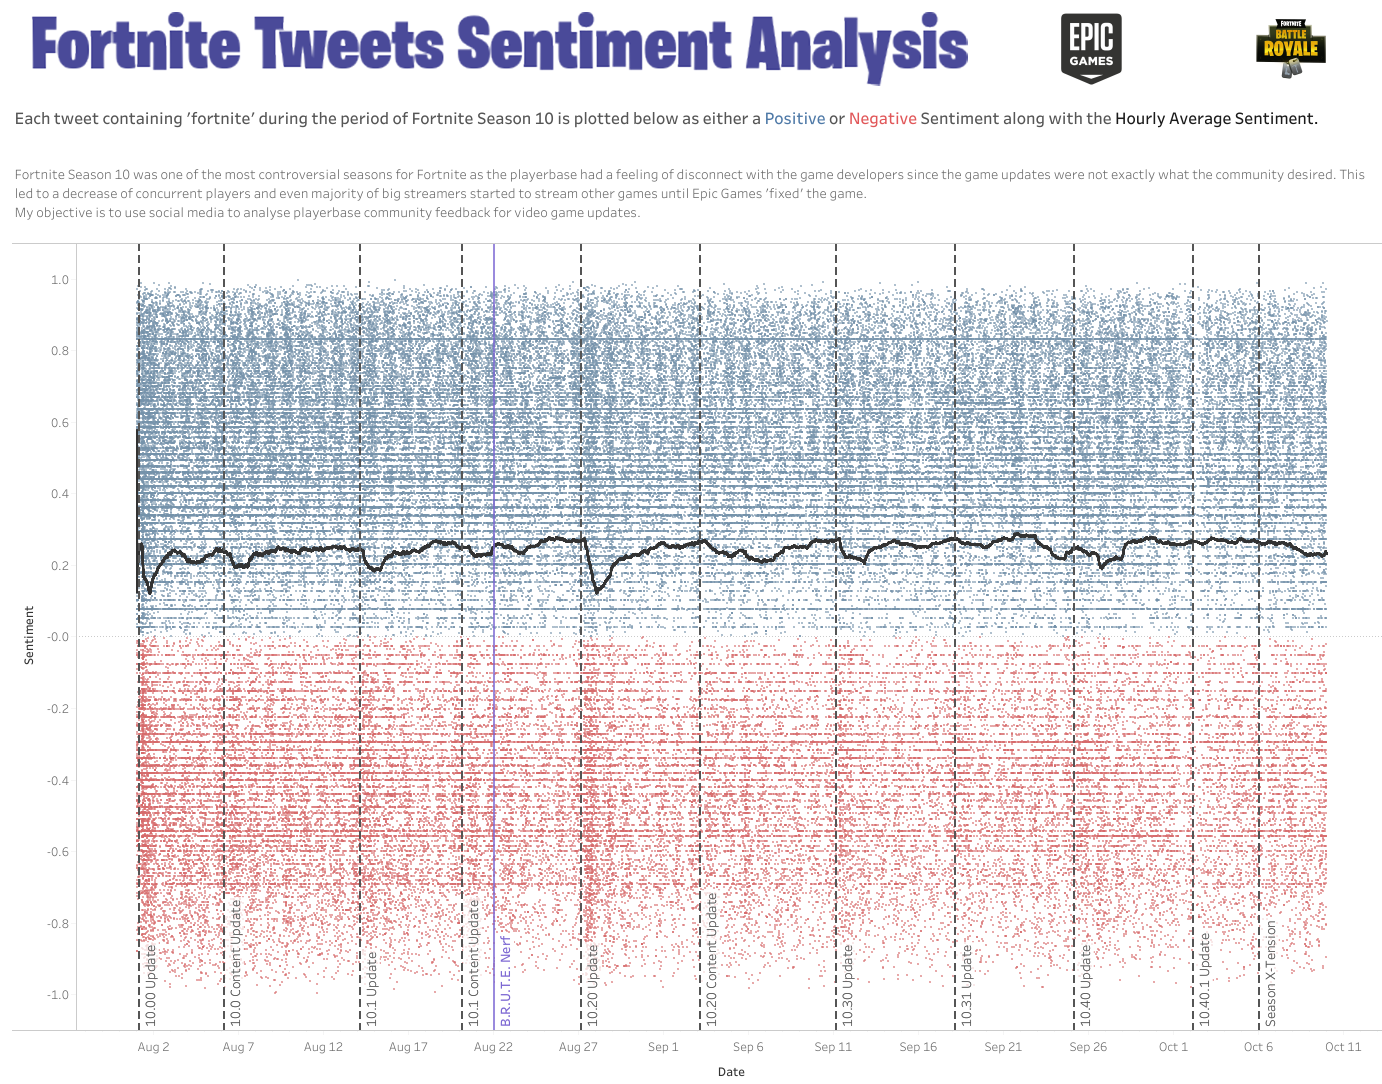 Fortnite Tweets Sentiment Analysis
EPIC
GAMES
FORTNITE
BATTLE
ROYALE
Each tweet containing 'fortnite' during the period of Fortnite Season 10 is plotted below as either a Positive or Negative Sentiment along with the Hourly Average Sentiment.
Fortnite Season 10 was one of the most controversial seasons for Fortnite as the playerbase had a feeling of disconnect with the game developers since the game updates were not exactly what the community desired. This
led to a decrease of concurrent players and even majority of big streamers started to stream other games until Epic Games 'fixed' the game.
My objective is to use social media to analyse playerbase community feedback for video game updates.
1.0
0.8
0.6
0.4
0.2
-0.0
-0.2
-0.4
-0.6
-0.8
-1.0
Sentiment
10.00 Update
10.0 Content Update
10.1 Update
10.1 Content Update
B.R.U.T.E. Nerf
10.20 Update
10.20 Content Update
10.30 Update
10.31 Update
10.40 Update
10.40.1 Update
Season X-Tension
Aug 2
Aug 7
Aug 12
Aug 17
Aug 22
Aug 27
Sep 1
Sep 6
Sep 11
Sep 16
Sep 21
Sep 26
Oct 1
Oct 6
Oct 11
Date